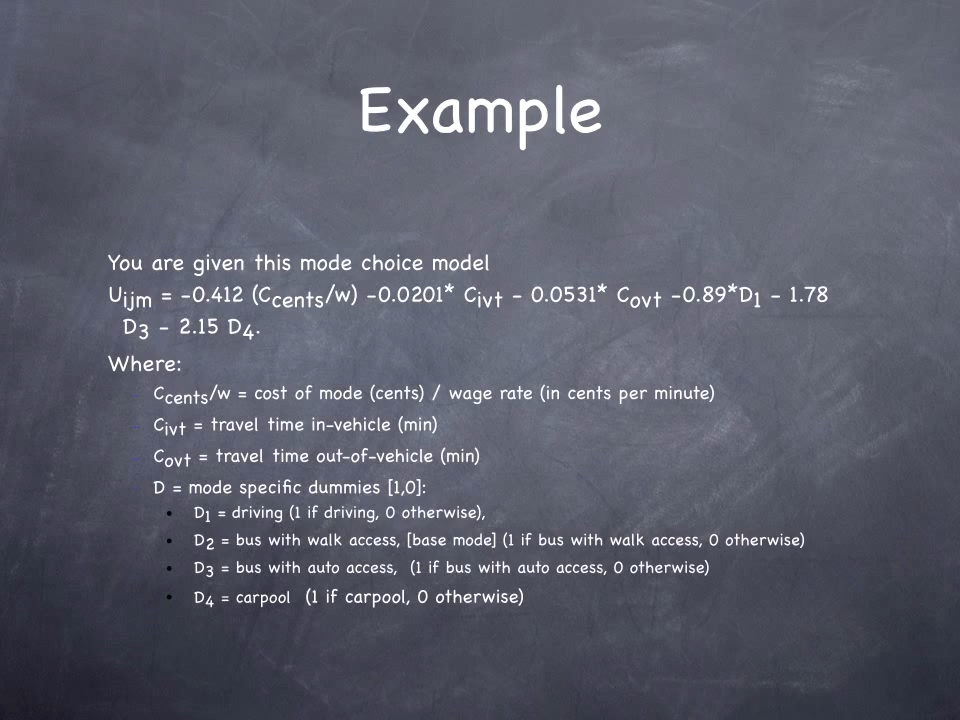 Example
You are given this mode choice model
Uijm = -0.412 (Ccents/w) -0.0201* Civt - 0.0531* Covt -0.89*D1 - 1.78
D3 - 2.15 D4.
Where:
- Ccents/w = cost of mode (cents) / wage rate (in cents per minute)
- Civt = travel time in-vehicle (min)
- Covt = travel time out-of-vehicle (min)
- D = mode specific dummies [1,0]:
• D1 = driving (1 if driving, 0 otherwise),
• D2 = bus with walk access, [base mode] (1 if bus with walk access, 0 otherwise)
• D3 = bus with auto access, (1 if bus with auto access, 0 otherwise)
• D4 = carpool (1 if carpool, 0 otherwise)